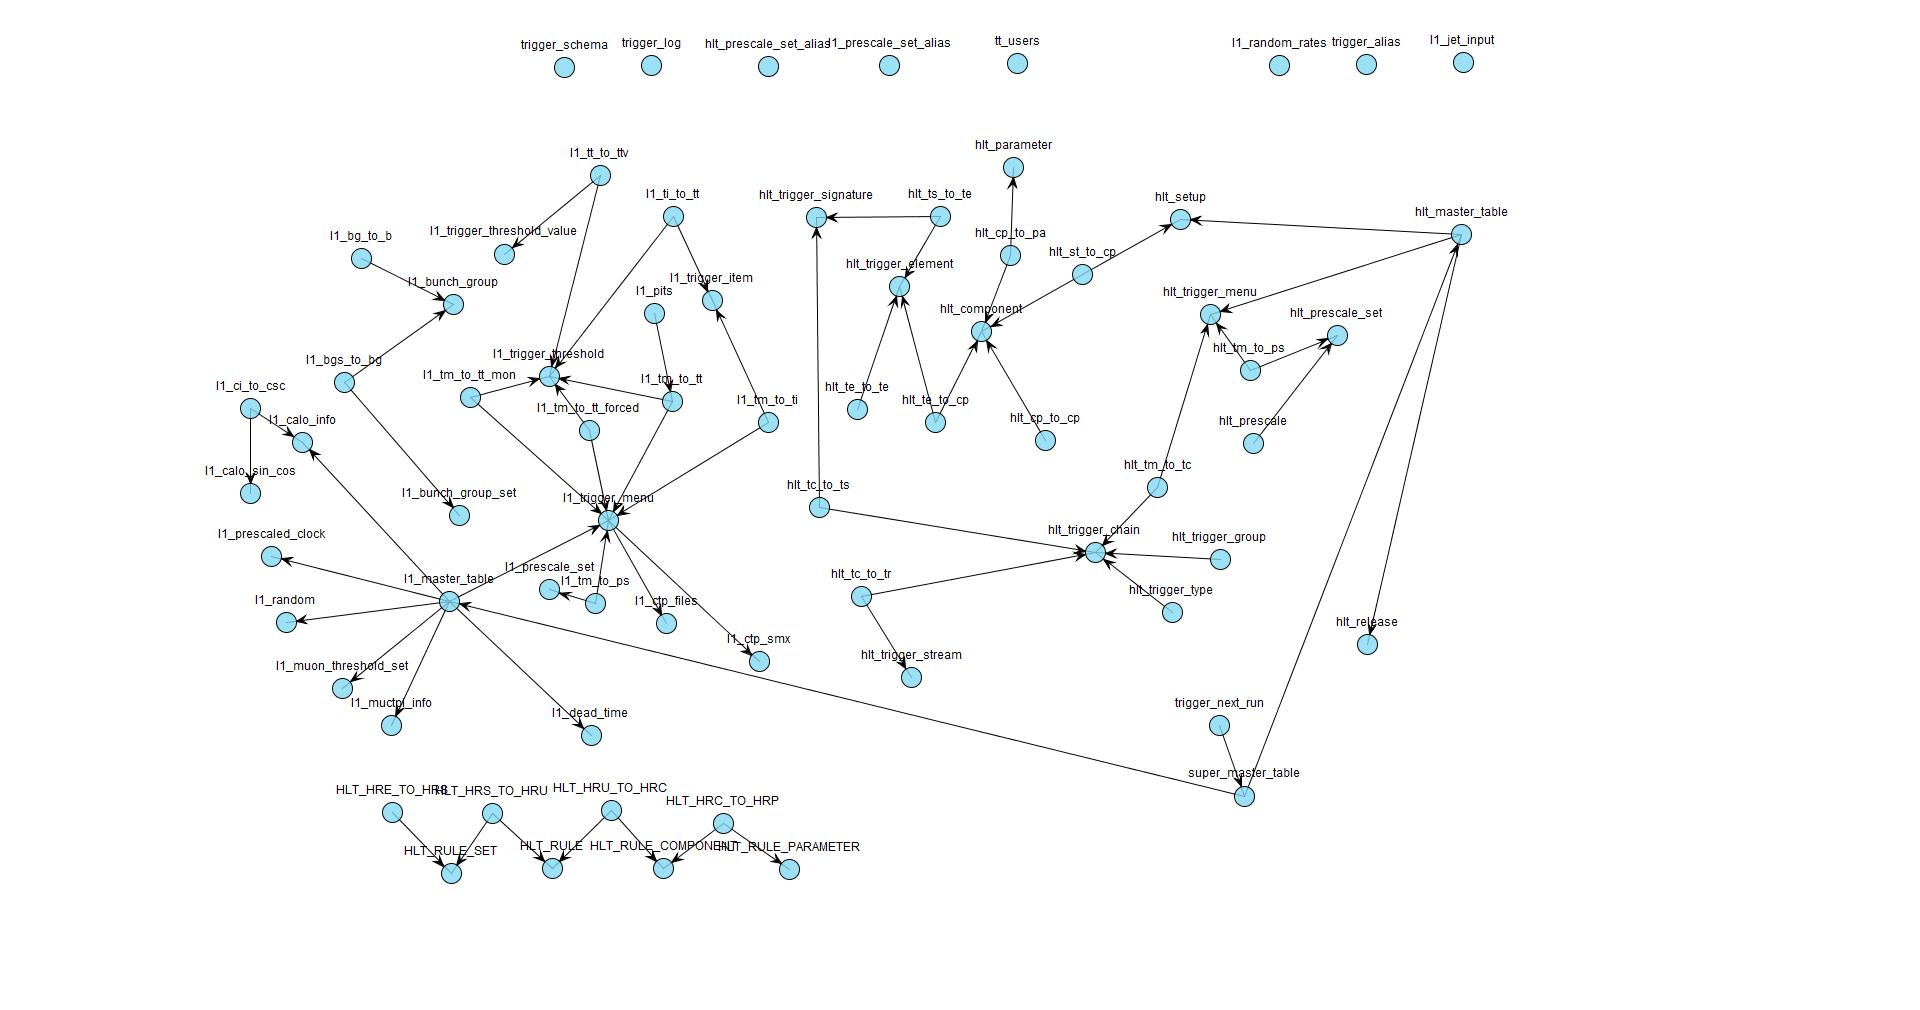 trigger_schema
trigger_log
hlt_prescale_set_alias
l1_prescale_set_alias
tt_users
l1_random_rates
trigger_alias
l1_jet_input
hlt_parameter
l1_tt_to_ttv
l1_ti_to_tt
hlt_trigger_signature
hlt_ts_to_te
hlt_setup
hlt_master_table
l1_bg_to_b
l1_trigger_threshold_value
hlt_cp_to_pa
hlt_st_to_cp
hlt_trigger_element
l1_bunch_group
l1_trigger_item
l1_pits
hlt_trigger_menu
hlt_component
hlt_prescale_set
l1_bgs_to_bg
l1_trigger_threshold
hlt_tm_to_ps
l1_ci_to_csc
l1_tm_to_tt_mon
l1_tm_to_tt
hlt_te_to_te
l1_tm_to_tt_forced
l1_tm_to_ti
hlt_te_to_cp
l1_calo_info
hlt_cp_to_cp
hlt_prescale
l1_calo_sin_cos
hlt_tm_to_tc
l1_bunch_group_set
l1_trigger_menu
hlt_tc_to_ts
l1_prescaled_clock
hlt_trigger_chain
hlt_trigger_group
l1_master_table
l1_prescale_set
l1_tm_to_ps
hlt_tc_to_tr
l1_random
l1_ctp_files
hlt_trigger_type
hlt_release
l1_ctp_smx
l1_muon_threshold_set
hlt_trigger_stream
l1_muctpi_info
l1_dead_time
trigger_next_run
super_master_table
HLT_HRE_TO_HRS
HLT_HRS_TO_HRU
HLT_HRU_TO_HRC
HLT_HRC_TO_HRP
HLT_RULE_SET
HLT_RULE
HLT_RULE_COMPONENT
HLT_RULE_PARAMETER